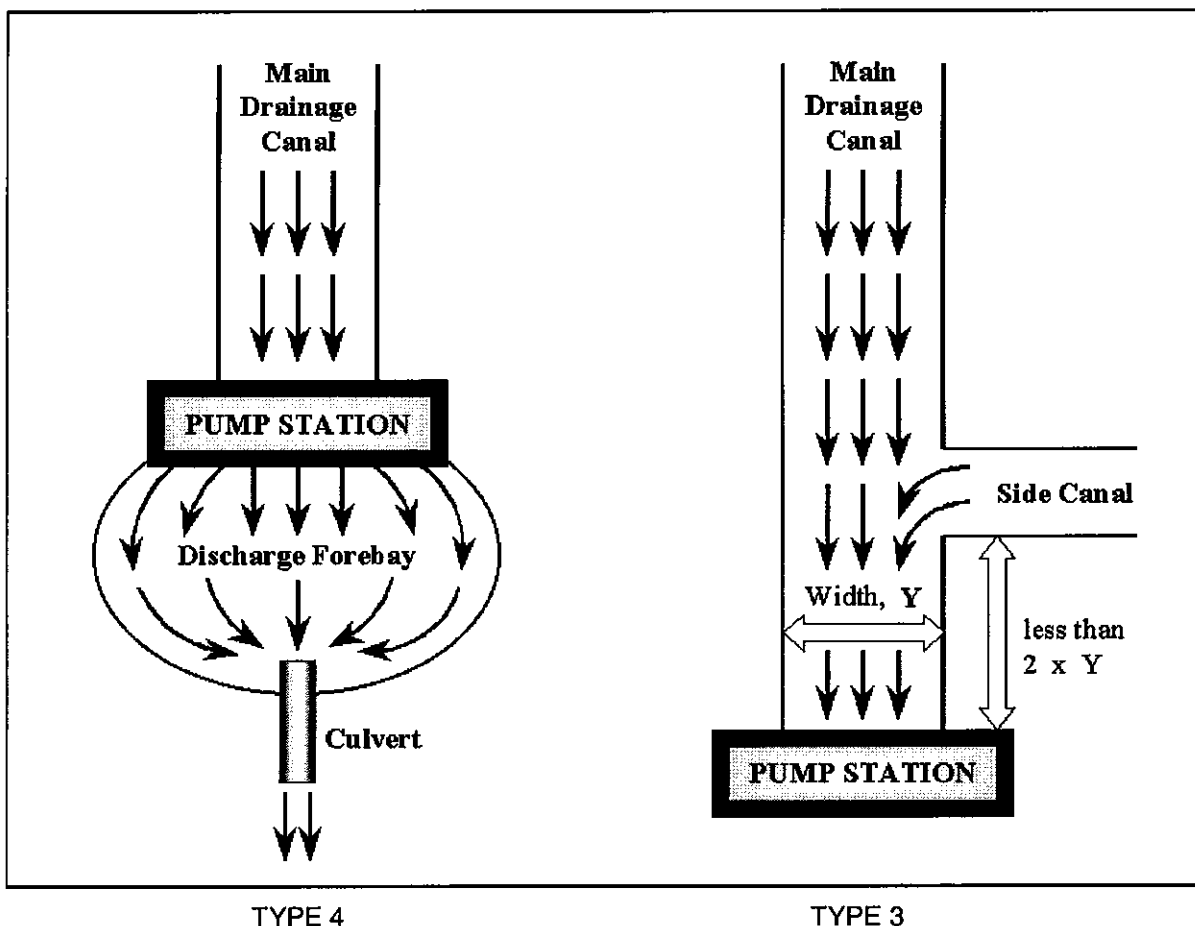 Main
Drainage
Canal
PUMP STATION
Discharge Forebay
Culvert
TYPE 4
Main
Drainage
Canal
Side Canal
Width, Y
less than
2 x Y
PUMP STATION
TYPE 3